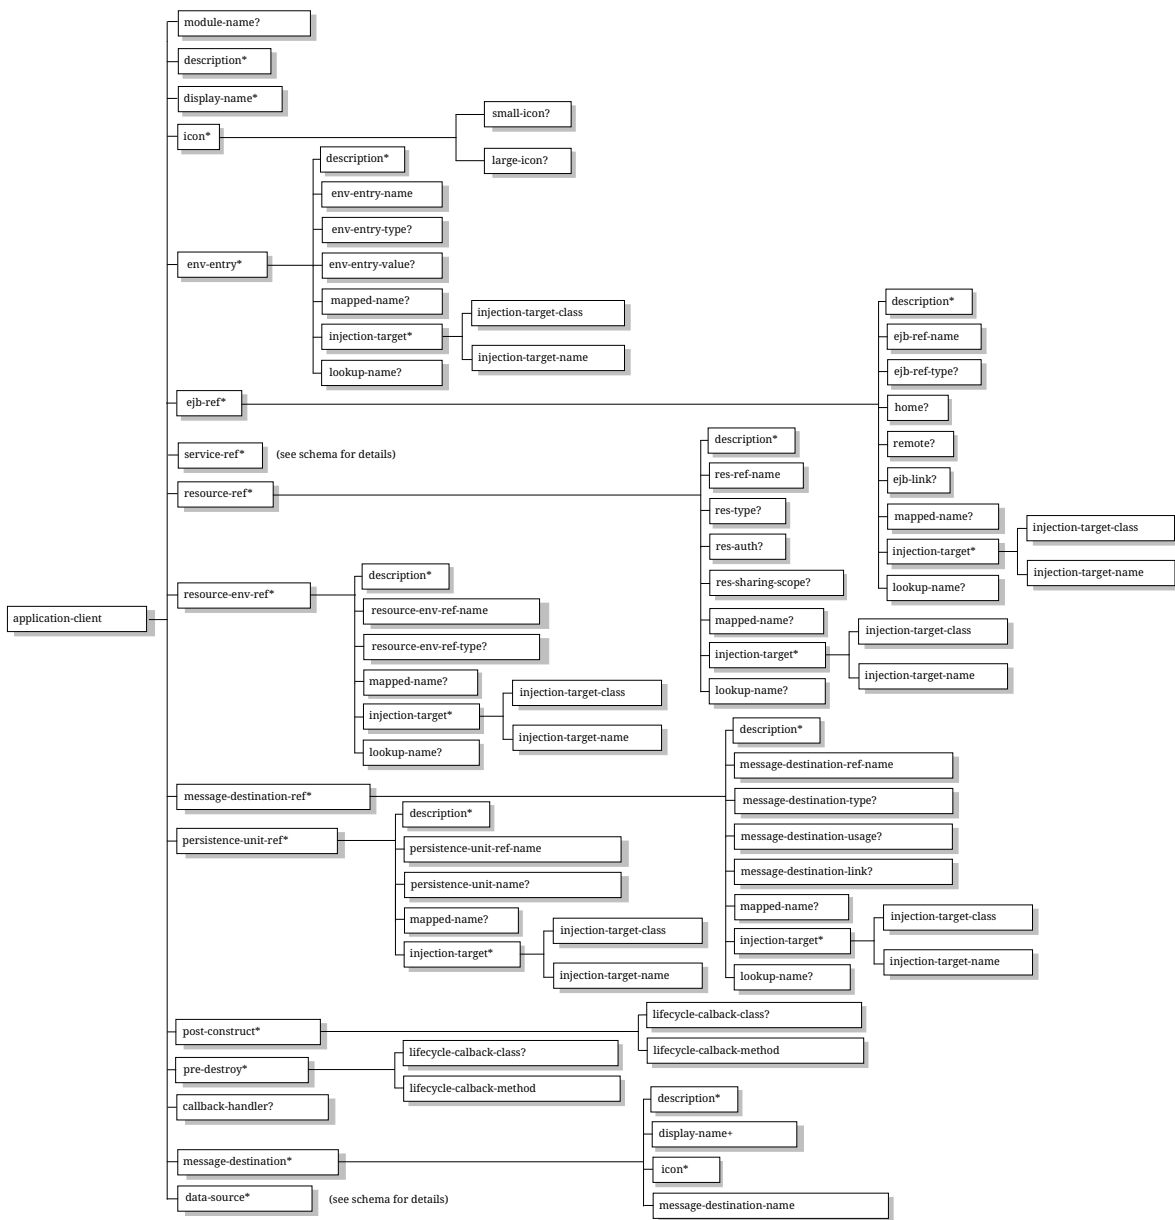 module-name?
description*
display-name*
icon*
small-icon?
large-icon?
env-entry*
description*
env-entry-name
env-entry-type?
env-entry-value?
mapped-name?
injection-target*
injection-target-class
injection-target-name
lookup-name?
ejb-ref*
description*
ejb-ref-name
ejb-ref-type?
home?
remote?
ejb-link?
mapped-name?
injection-target*
injection-target-class
injection-target-name
lookup-name?
service-ref*
(see schema for details)
resource-ref*
description*
res-ref-name
res-type?
res-auth?
res-sharing-scope?
mapped-name?
injection-target*
injection-target-class
injection-target-name
lookup-name?
application-client
resource-env-ref*
description*
resource-env-ref-name
resource-env-ref-type?
mapped-name?
injection-target*
injection-target-class
injection-target-name
lookup-name?
message-destination-ref*
description*
message-destination-ref-name
message-destination-type?
message-destination-usage?
message-destination-link?
mapped-name?
injection-target*
injection-target-class
injection-target-name
lookup-name?
persistence-unit-ref*
description*
persistence-unit-ref-name
persistence-unit-name?
mapped-name?
injection-target*
injection-target-class
injection-target-name
post-construct*
lifecycle-calback-class?
lifecycle-calback-method
pre-destroy*
lifecycle-calback-class?
lifecycle-calback-method
callback-handler?
message-destination*
description*
display-name+
icon*
message-destination-name
data-source*
(see schema for details)